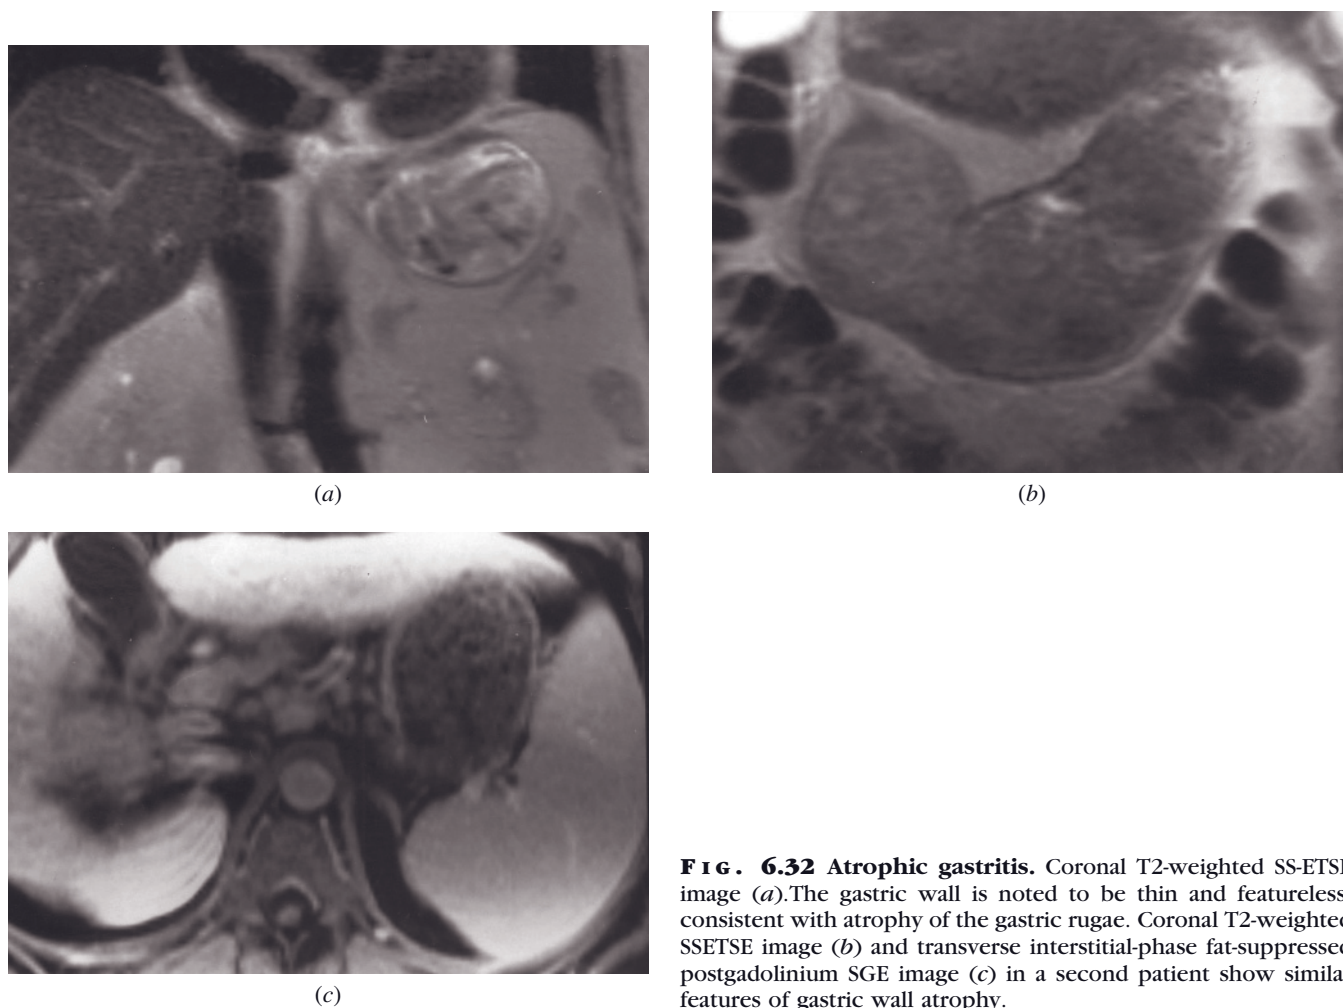 (a)
(b)
(c)
FIG. 6.32 Atrophic gastritis. Coronal T2-weighted SS-ETSE
image (a).The gastric wall is noted to be thin and featureless
consistent with atrophy of the gastric rugae. Coronal T2-weighted
SSETSE image (b) and transverse interstitial-phase fat-suppressed
postgadolinium SGE image (c) in a second patient show similar
features of gastric wall atrophy.